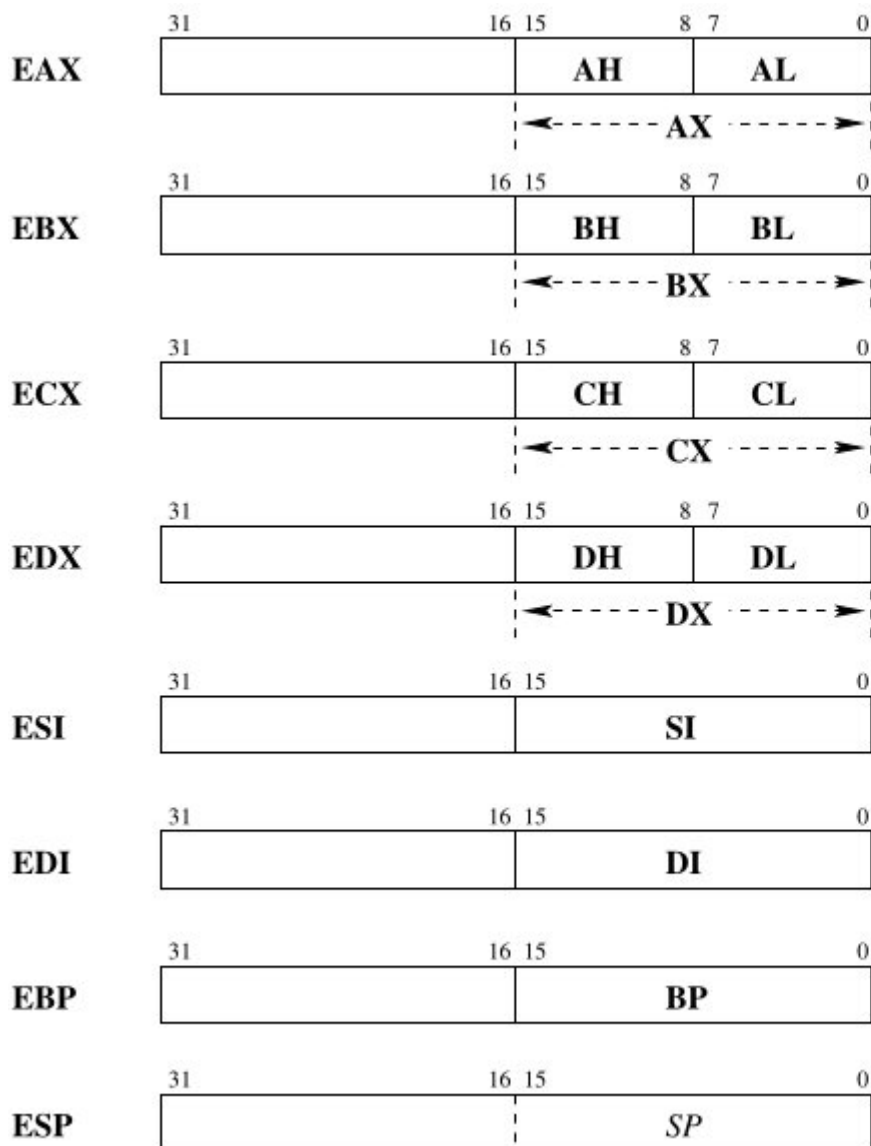 31 16 15 8 7 0
EAX AH AL
AX
31 16 15 8 7 0
EBX BH BL
BX
31 16 15 8 7 0
ECX CH CL
CX
31 16 15 8 7 0
EDX DH DL
DX
31 16 15 0
ESI SI
31 16 15 0
EDI DI
31 16 15 0
EBP BP
31 16 15 0
ESP SP